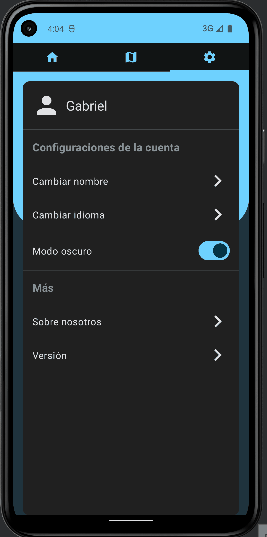 4:04
3G
Gabriel
Configuraciones de la cuenta
Cambiar nombre
Cambiar idioma
Modo oscuro
Más
Sobre nosotros
Versión